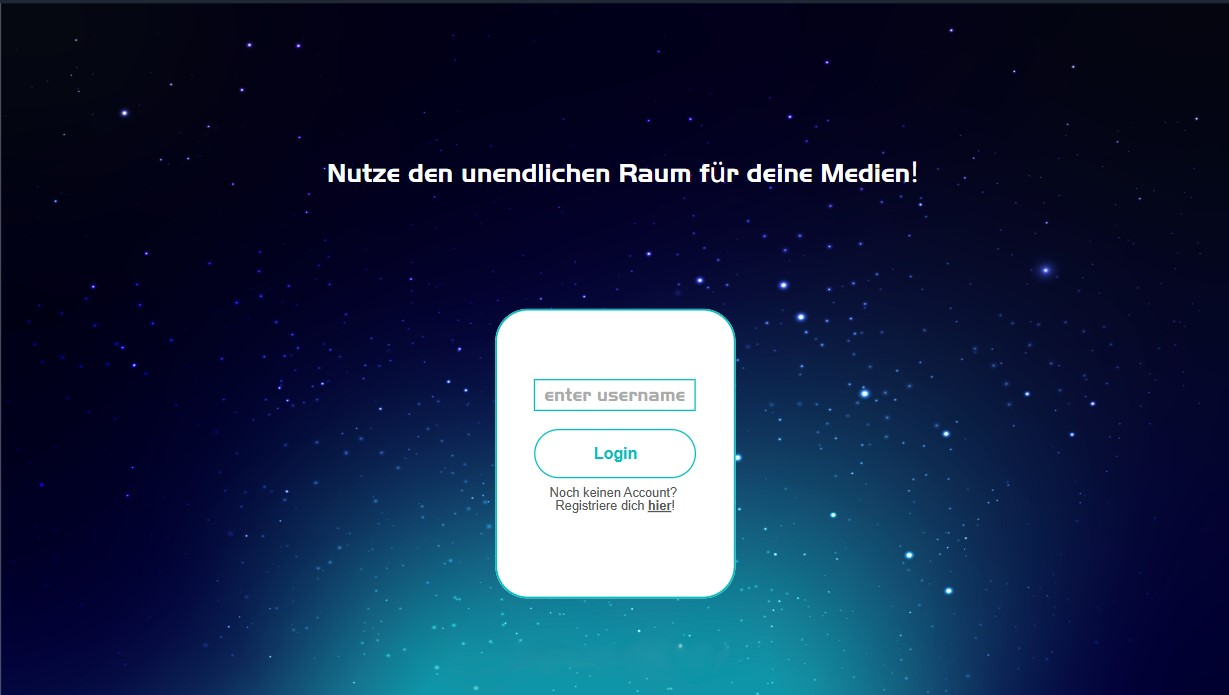 Nutze den unendlichen Raum für deine Medien!
enter username
Login
Noch keinen Account?
Registriere dich hier!